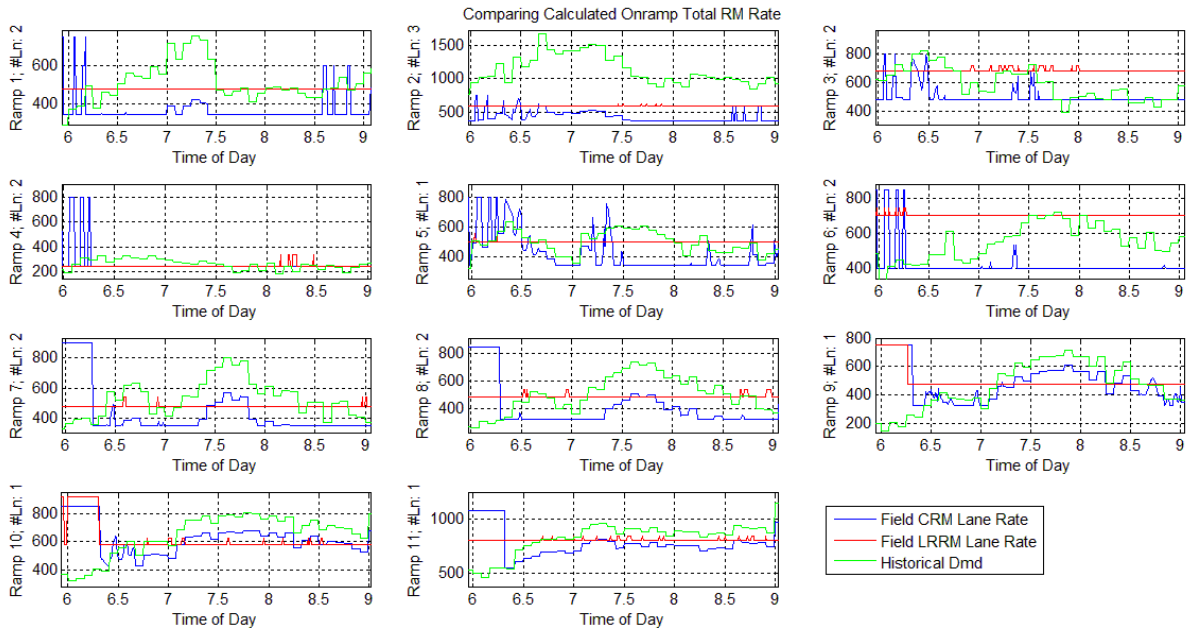 Comparing Calculated Onramp Total RM Rate
Ramp 1; #Ln: 2
600
400
6 6.5 7 7.5 8 8.5 9
Time of Day
Ramp 2; #Ln: 3
1500
1000
500
6 6.5 7 7.5 8 8.5 9
Time of Day
Ramp 3; #Ln: 2
800
600
400
6 6.5 7 7.5 8 8.5 9
Time of Day
Ramp 4; #Ln: 2
800
600
400
200
6 6.5 7 7.5 8 8.5 9
Time of Day
Ramp 5; #Ln: 1
800
600
400
6 6.5 7 7.5 8 8.5 9
Time of Day
Ramp 6; #Ln: 2
800
600
400
6 6.5 7 7.5 8 8.5 9
Time of Day
Ramp 7; #Ln: 2
800
600
400
6 6.5 7 7.5 8 8.5 9
Time of Day
Ramp 8; #Ln: 2
800
600
400
6 6.5 7 7.5 8 8.5 9
Time of Day
Ramp 9; #Ln: 1
800
600
400
200
6 6.5 7 7.5 8 8.5 9
Time of Day
Ramp 10; #Ln: 1
800
600
400
6 6.5 7 7.5 8 8.5 9
Time of Day
Ramp 11; #Ln: 1
1000
500
6 6.5 7 7.5 8 8.5 9
Time of Day
Field CRM Lane Rate
Field LRRM Lane Rate
Historical Dmd